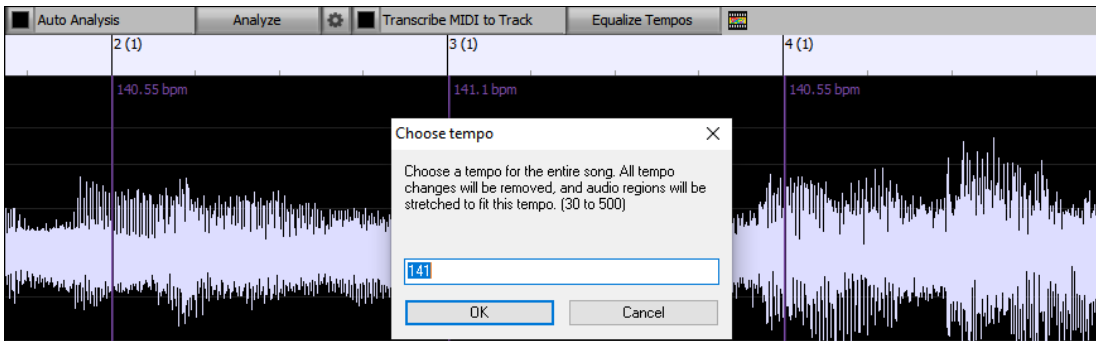 Auto Analysis Analyze Transcribe MIDI to Track Equalize Tempos
2 (1) 3 (1) 4 (1)
140.55 bpm 141.1 bpm 140.55 bpm
Choose tempo
Choose a tempo for the entire song. All tempo
changes will be removed, and audio regions will be
stretched to fit this tempo. (30 to 500)
141
OK Cancel